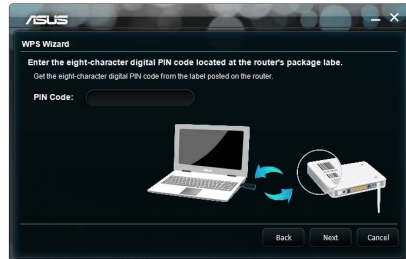 ASUS
WPS Wizard
Enter the eight-character digital PIN code located at the router's package labe.
Get the eight-character digital PIN code from the label posted on the router.
PIN Code:
Back Next Cancel